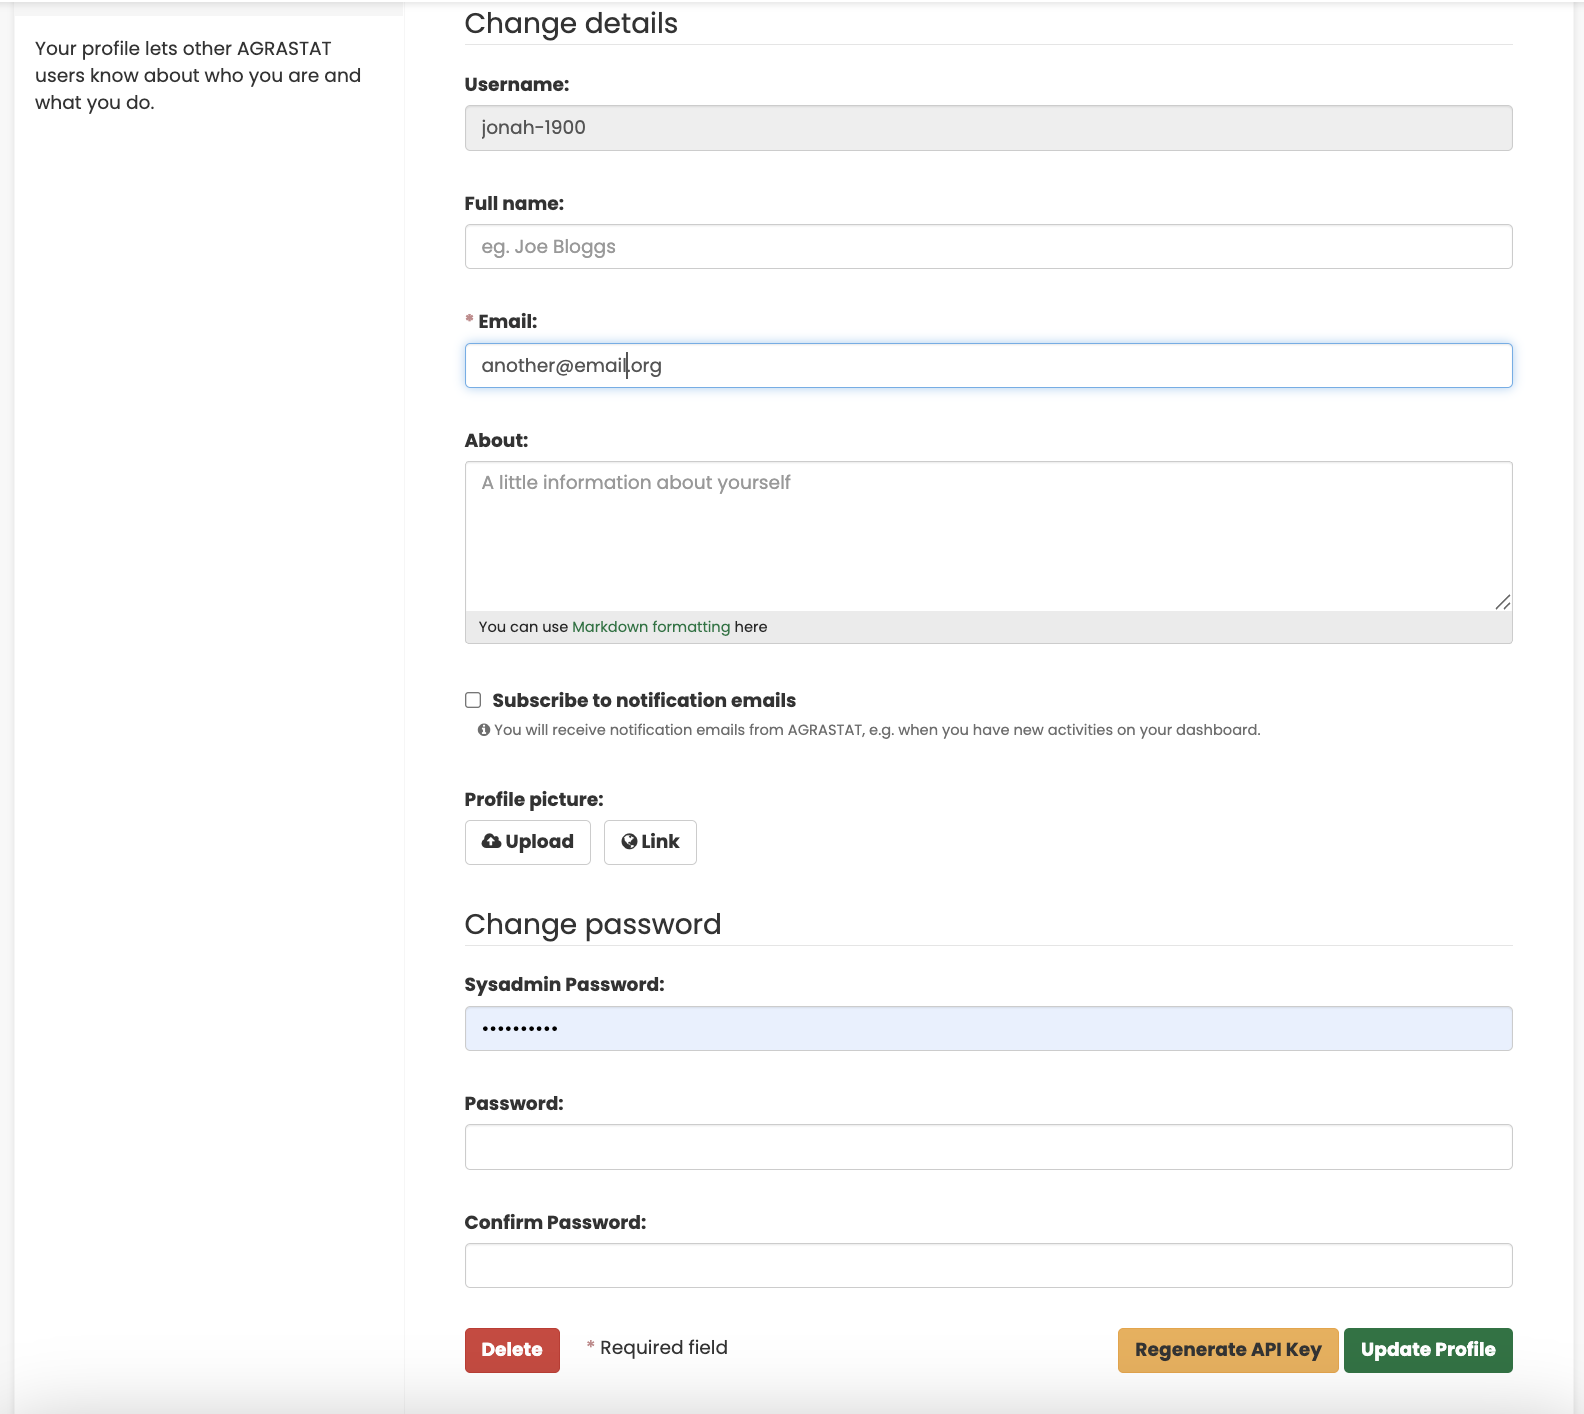 Your profile lets other AGRASTAT
users know about who you are and
what you do.
Change details
Username:
jonah-1900
Full name:
eg. Joe Bloggs
* Email:
another@email.org
About:
A little information about yourself
You can use Markdown formatting here
Subscribe to notification emails
You will receive notification emails from AGRASTAT, e.g. when you have new activities on your dashboard.
Profile picture:
Upload
Link
Change password
Sysadmin Password:
••••••••••
Password:
Confirm Password:
Delete
* Required field
Regenerate API Key
Update Profile